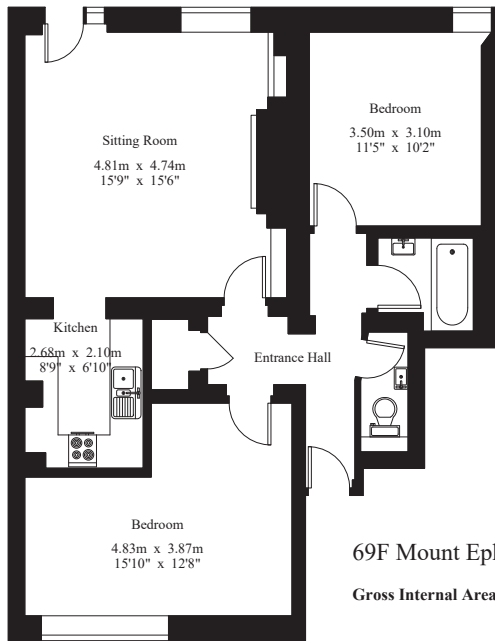 Sitting Room
4.81m x 4.74m
15'9" x 15'6"
Bedroom
3.50m x 3.10m
11'5" x 10'2"
Kitchen
2.68m x 2.10m
8'9" x 6'10"
Entrance Hall
Bedroom
4.83m x 3.87m
15'10" x 12'8"
69F Mount Eph
Gross Internal Area